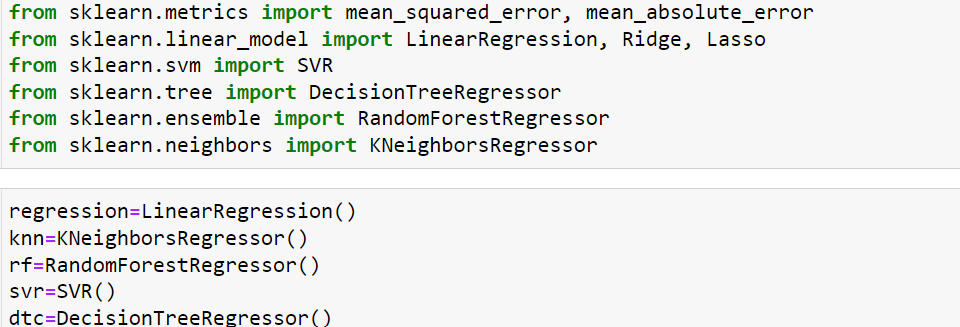 from sklearn.metrics import mean_squared_error, mean_absolute_error
from sklearn.linear_model import LinearRegression, Ridge, Lasso
from sklearn.svm import SVR
from sklearn.tree import DecisionTreeRegressor
from sklearn.ensemble import RandomForestRegressor
from sklearn.neighbors import KNeighborsRegressor
regression=LinearRegression()
knn=KNeighborsRegressor()
rf=RandomForestRegressor()
svr=SVR()
dtc=DecisionTreeRegressor()